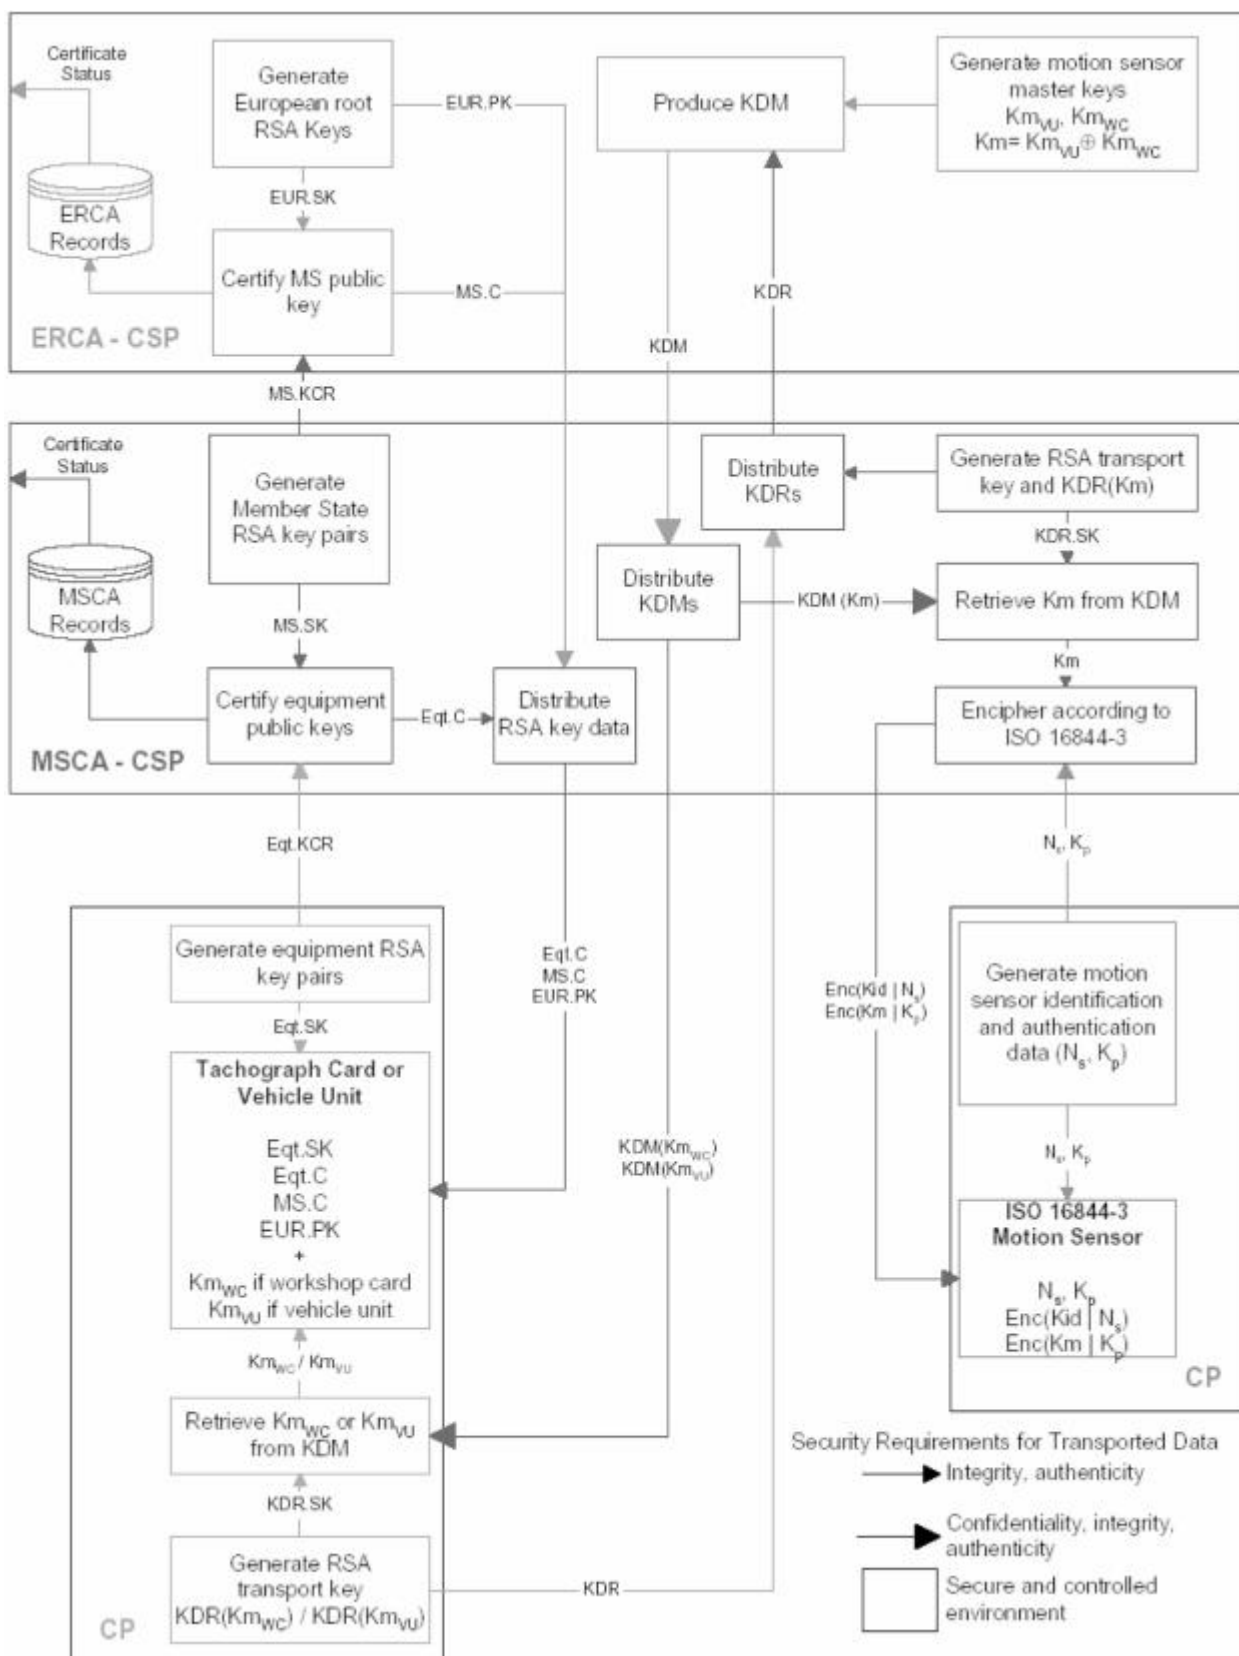 Certificate
Status
Generate
European root
RSA Keys
EUR.PK
Produce KDM
Generate motion sensor
master keys
Km_VU, Km_WC
Km= Km_VU ⊕ Km_WC
EUR.SK
ERCA
Records
Certify MS public
key
MS.C
KDR
ERCA - CSP
KDM
MS.KCR
Certificate
Status
Generate
Member State
RSA key pairs
Distribute
KDRs
Generate RSA transport
key and KDR(Km)
KDR.SK
MSCA
Records
Distribute
KDMs
KDM (Km)
Retrieve Km from KDM
MS.SK
Km
Certify equipment
public keys
Eqt.C
Distribute
RSA key data
Encipher according to
ISO 16844-3
MSCA - CSP
Eqt.KCR
N_s, K_p
Generate equipment RSA
key pairs
Eqt.C
MS.C
EUR.PK
Enc(Kid | N_s)
Enc(Km | K_p)
Generate motion
sensor identification
and authentication
data (N_s, K_p)
Eqt.SK
Tachograph Card or
Vehicle Unit
Eqt.SK
Eqt.C
MS.C
EUR.PK
+
Km_WC if workshop card
Km_VU if vehicle unit
KDM(Km_WC)
KDM(Km_VU)
N_s, K_p
ISO 16844-3
Motion Sensor
N_s, K_p
Enc(Kid | N_s)
Enc(Km | K_p)
CP
Km_WC / Km_VU
Retrieve Km_WC or Km_VU
from KDM
KDR.SK
Generate RSA
transport key
KDR(Km_WC) / KDR(Km_VU)
KDR
CP
Security Requirements for Transported Data
Integrity, authenticity
Confidentiality, integrity,
authenticity
Secure and controlled
environment